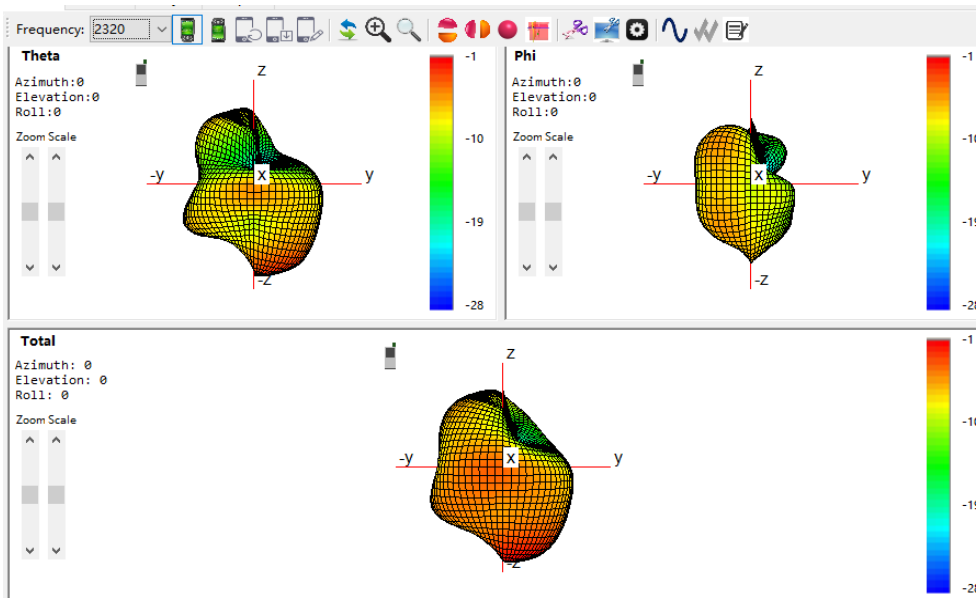 Frequency: 2320
Theta
Azimuth:0
Elevation:0
Roll:0
Zoom Scale
z
-y
x
y
-z
-1
-10
-19
-28
Phi
Azimuth:0
Elevation:0
Roll:0
Zoom Scale
z
-y
x
y
-z
-1
-10
-19
-28
Total
Azimuth: 0
Elevation: 0
Roll: 0
Zoom Scale
z
-y
x
y
-z
-1
-10
-19
-28